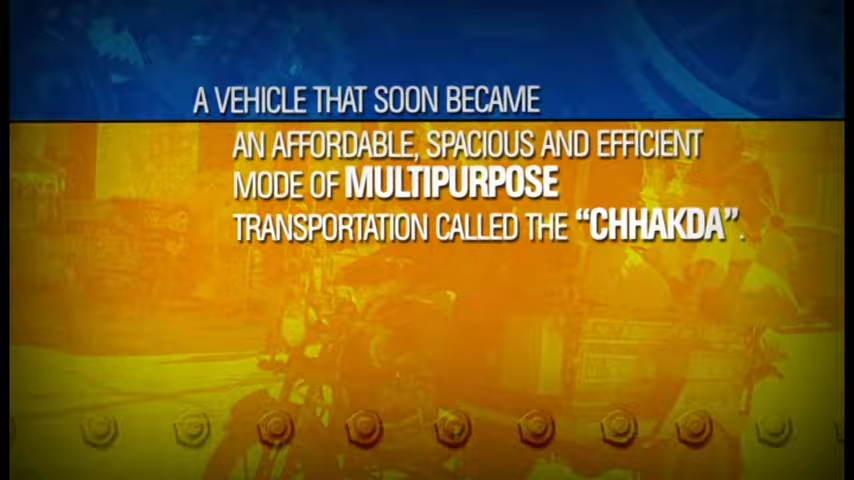 A VEHICLE THAT SOON BECAME
AN AFFORDABLE, SPACIOUS AND EFFICIENT
MODE OF MULTIPURPOSE
TRANSPORTATION CALLED THE “CHHAKDA”.